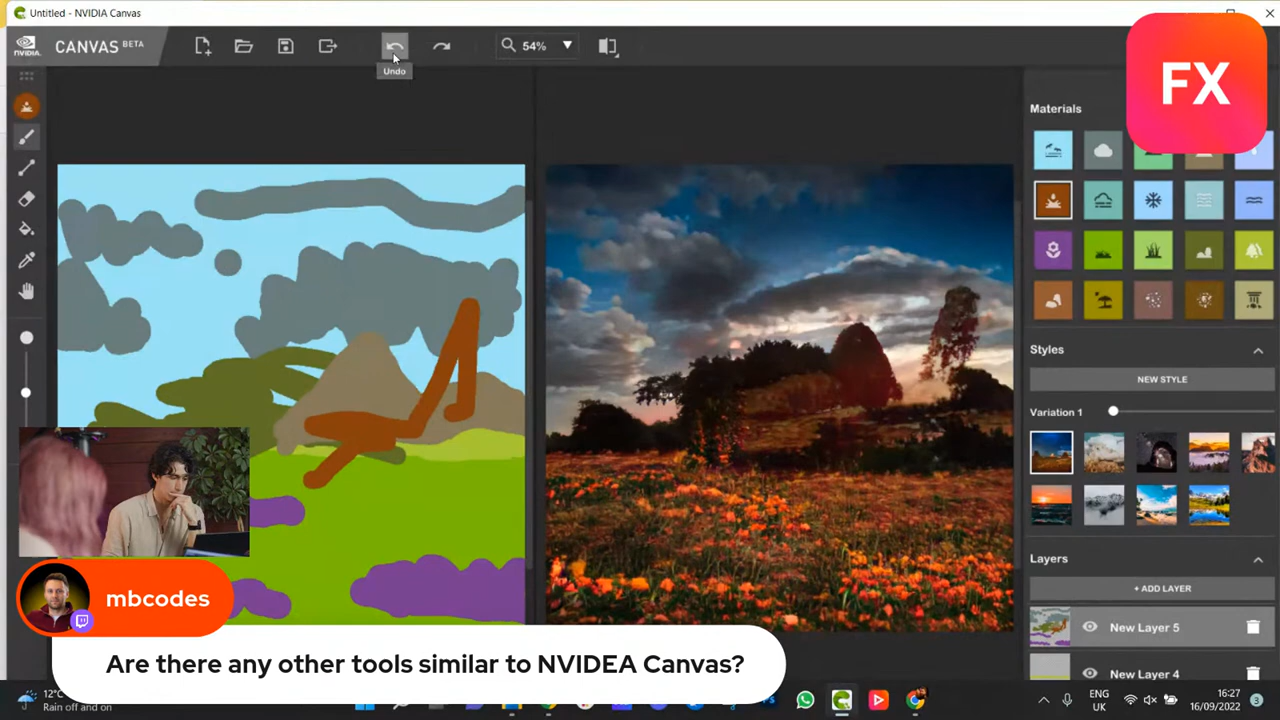 Untitled - NVIDIA Canvas
NVIDIA.
CANVAS BETA
54%
Undo
FX
Materials
Styles
NEW STYLE
Variation 1
Layers
+ ADD LAYER
New Layer 5
New Layer 4
mbcodes
Are there any other tools similar to NVIDEA Canvas?
12°C
Rain off and on
ENG
UK
16:27
16/09/2022
3